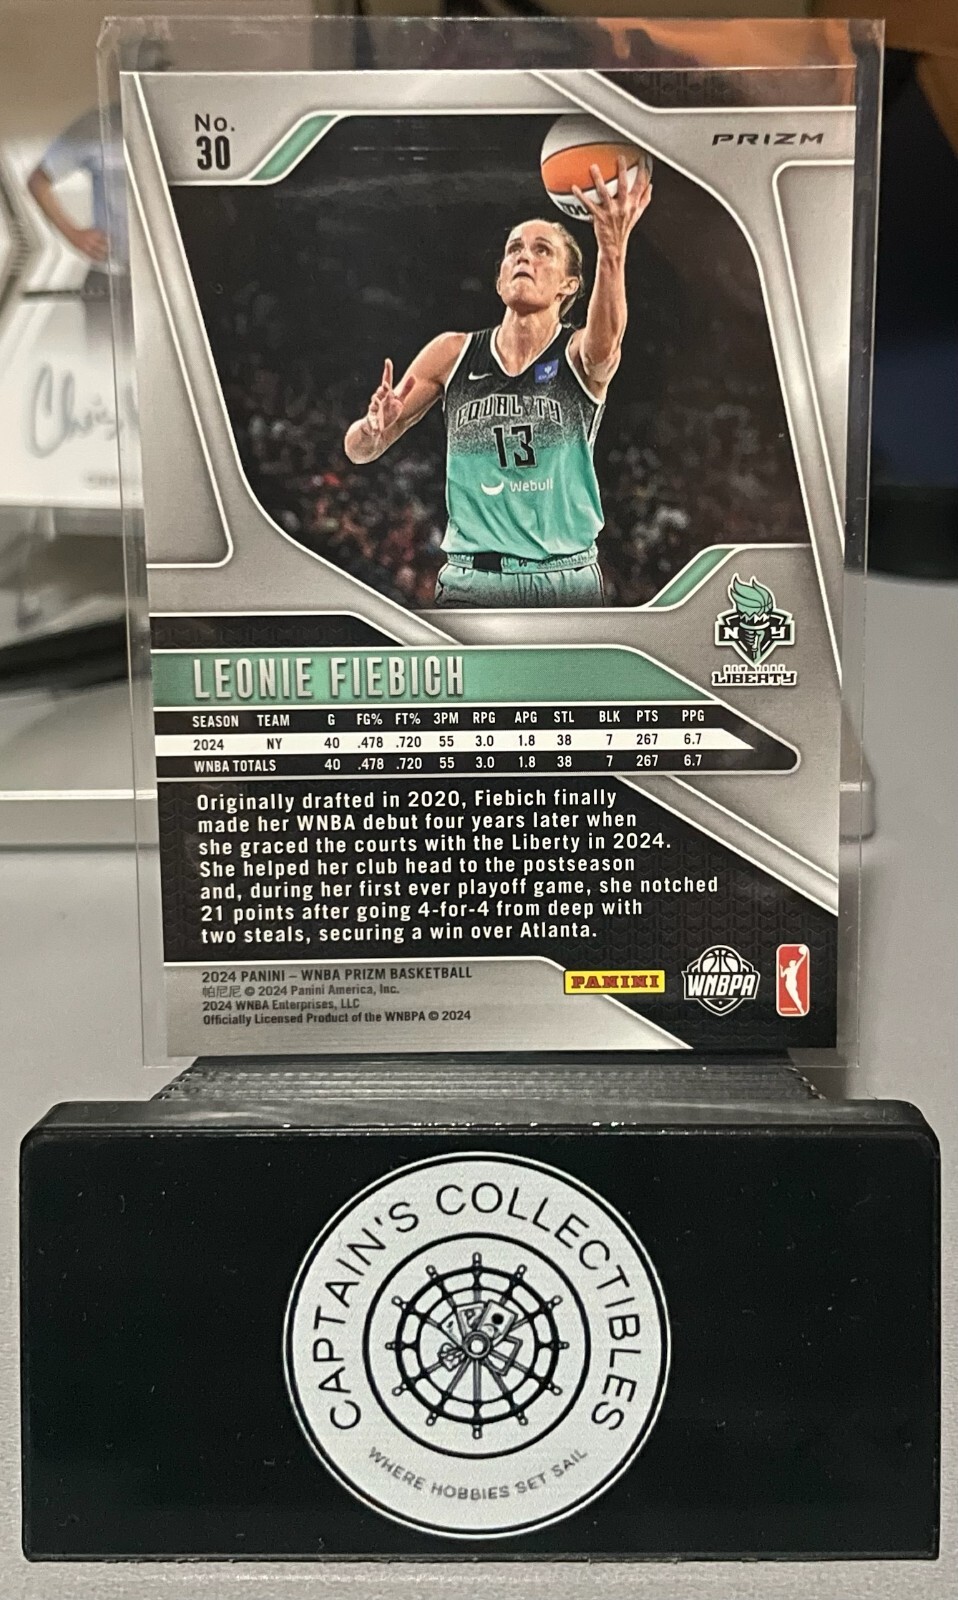 No.
30
PRIZM
EQUALITY
13
Webull
NY
LIBERTY
LEONIE FIEBICH
SEASON TEAM G FG% FT% 3PM RPG APG STL BLK PTS PPG
2024 NY 40 .478 .720 55 3.0 1.8 38 7 267 6.7
WNBA TOTALS 40 .478 .720 55 3.0 1.8 38 7 267 6.7
Originally drafted in 2020, Fiebich finally
made her WNBA debut four years later when
she graced the courts with the Liberty in 2024.
She helped her club head to the postseason
and, during her first ever playoff game, she notched
21 points after going 4-for-4 from deep with
two steals, securing a win over Atlanta.
2024 PANINI – WNBA PRIZM BASKETBALL
帕尼尼 © 2024 Panini America, Inc.
2024 WNBA Enterprises, LLC
Officially Licensed Product of the WNBPA © 2024
PANINI
WNBPA
Chris
CAPTAIN'S COLLECTIBLES
WHERE HOBBIES SET SAIL